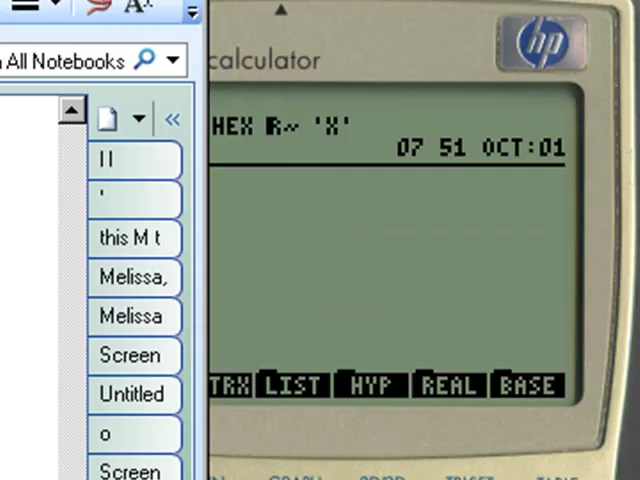 All Notebooks
calculator
hp
HEX R~ 'X'
07 51 OCT:01
||
'
this M t
Melissa,
Melissa
Screen
Untitled
o
Screen
TRX LIST HYP REAL BASE